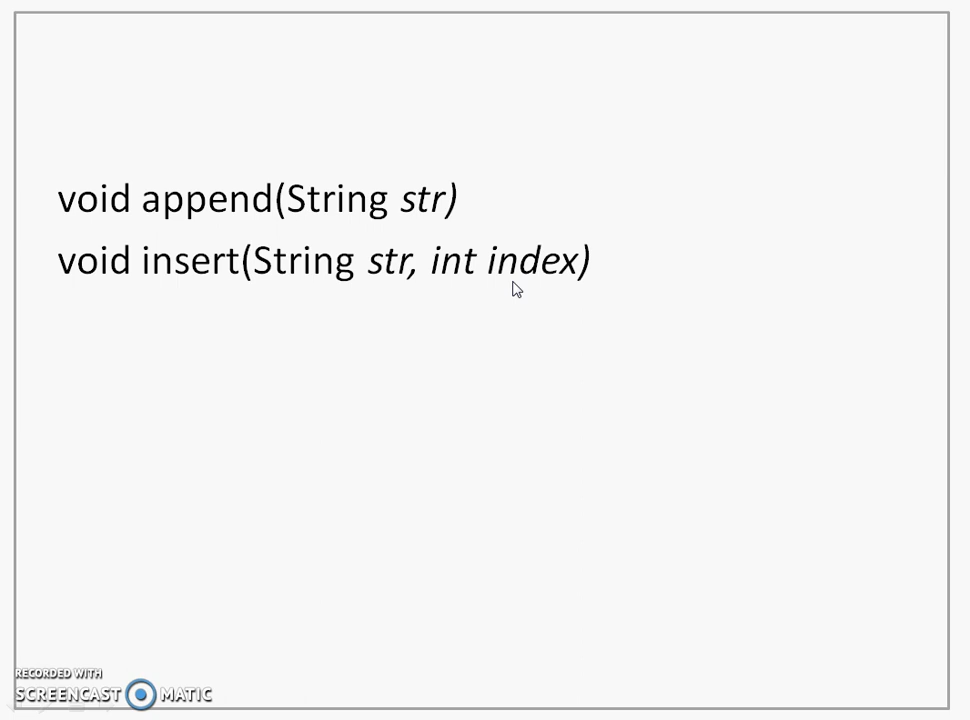 void append(String str)
void insert(String str, int index)
RECORDED WITH
SCREENCAST MATIC